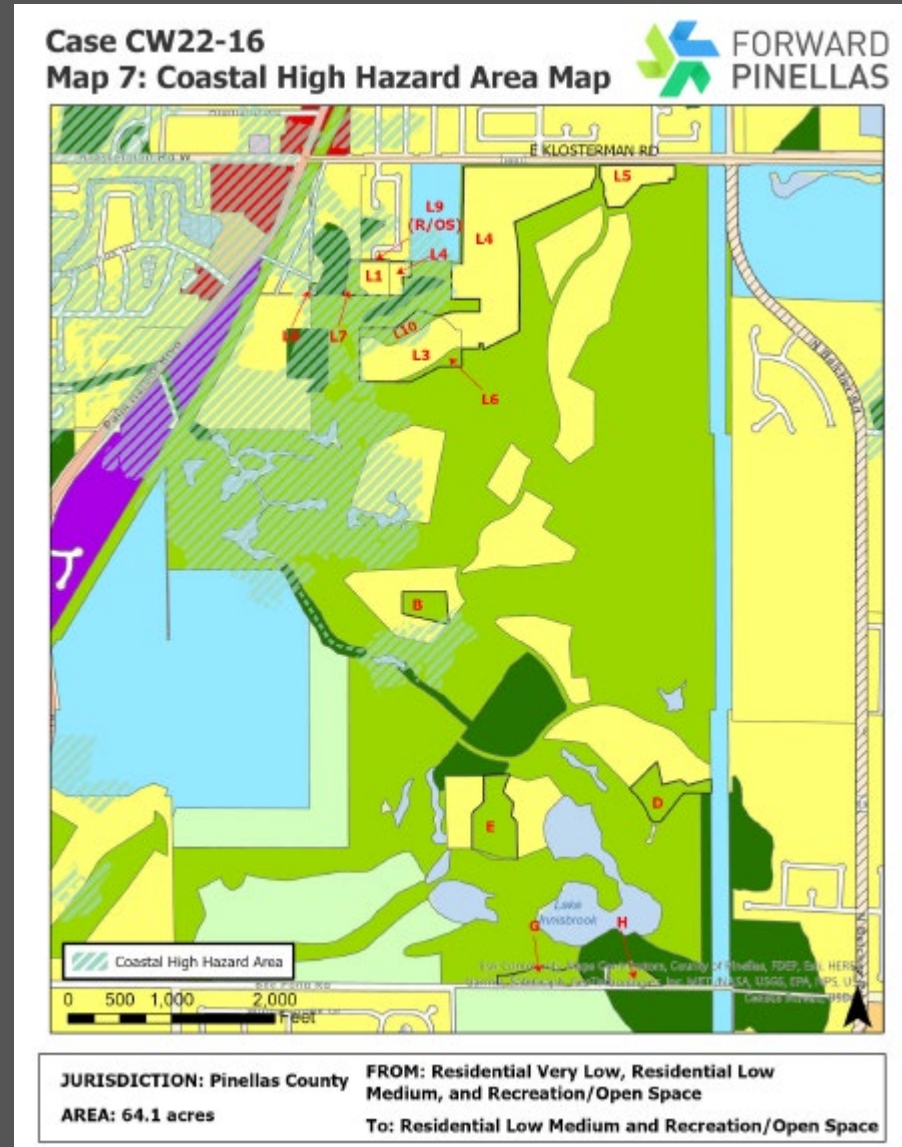 Case CW22-16
Map 7: Coastal High Hazard Area Map
FORWARD
PINELLAS
E KLOSTERMAN RD
Klosterman Rd W
L5
L9
(R/OS)
L4
L4
L1
L7
L10
L3
L6
B
D
E
Lake
Innisbrook
G
H
Coastal High Hazard Area
0 500 1,000 2,000
Feet
JURISDICTION: Pinellas County
AREA: 64.1 acres
FROM: Residential Very Low, Residential Low
Medium, and Recreation/Open Space
To: Residential Low Medium and Recreation/Open Space